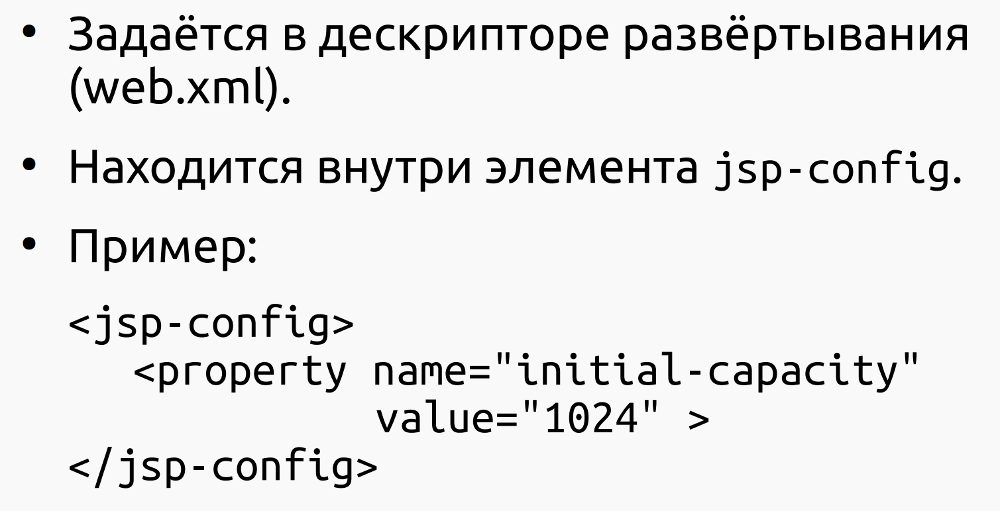 • Задаётся в дескрипторе развёртывания
(web.xml).
• Находится внутри элемента jsp-config.
• Пример:
<jsp-config>
<property name="initial-capacity"
value="1024" >
</jsp-config>